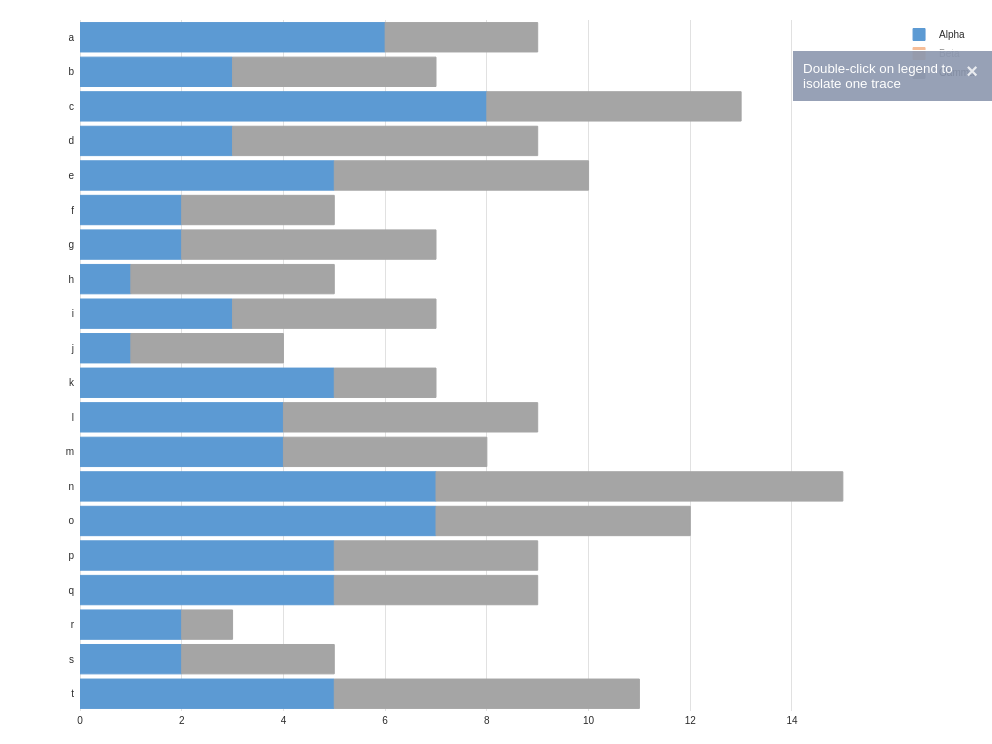 a
b
c
d
e
f
g
h
i
j
k
l
m
n
o
p
q
r
s
t
0 2 4 6 8 10 12 14
Alpha
Double-click on legend to
isolate one trace
×